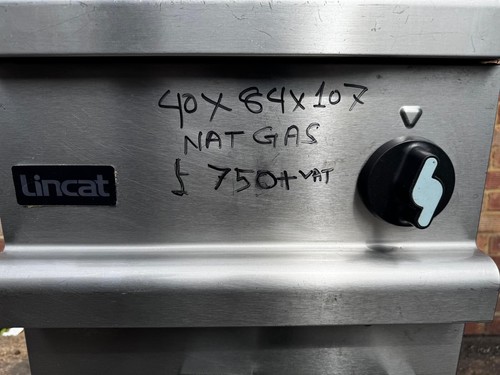 40X84X107
NAT GAS
£ 750+ VAT
Lincat